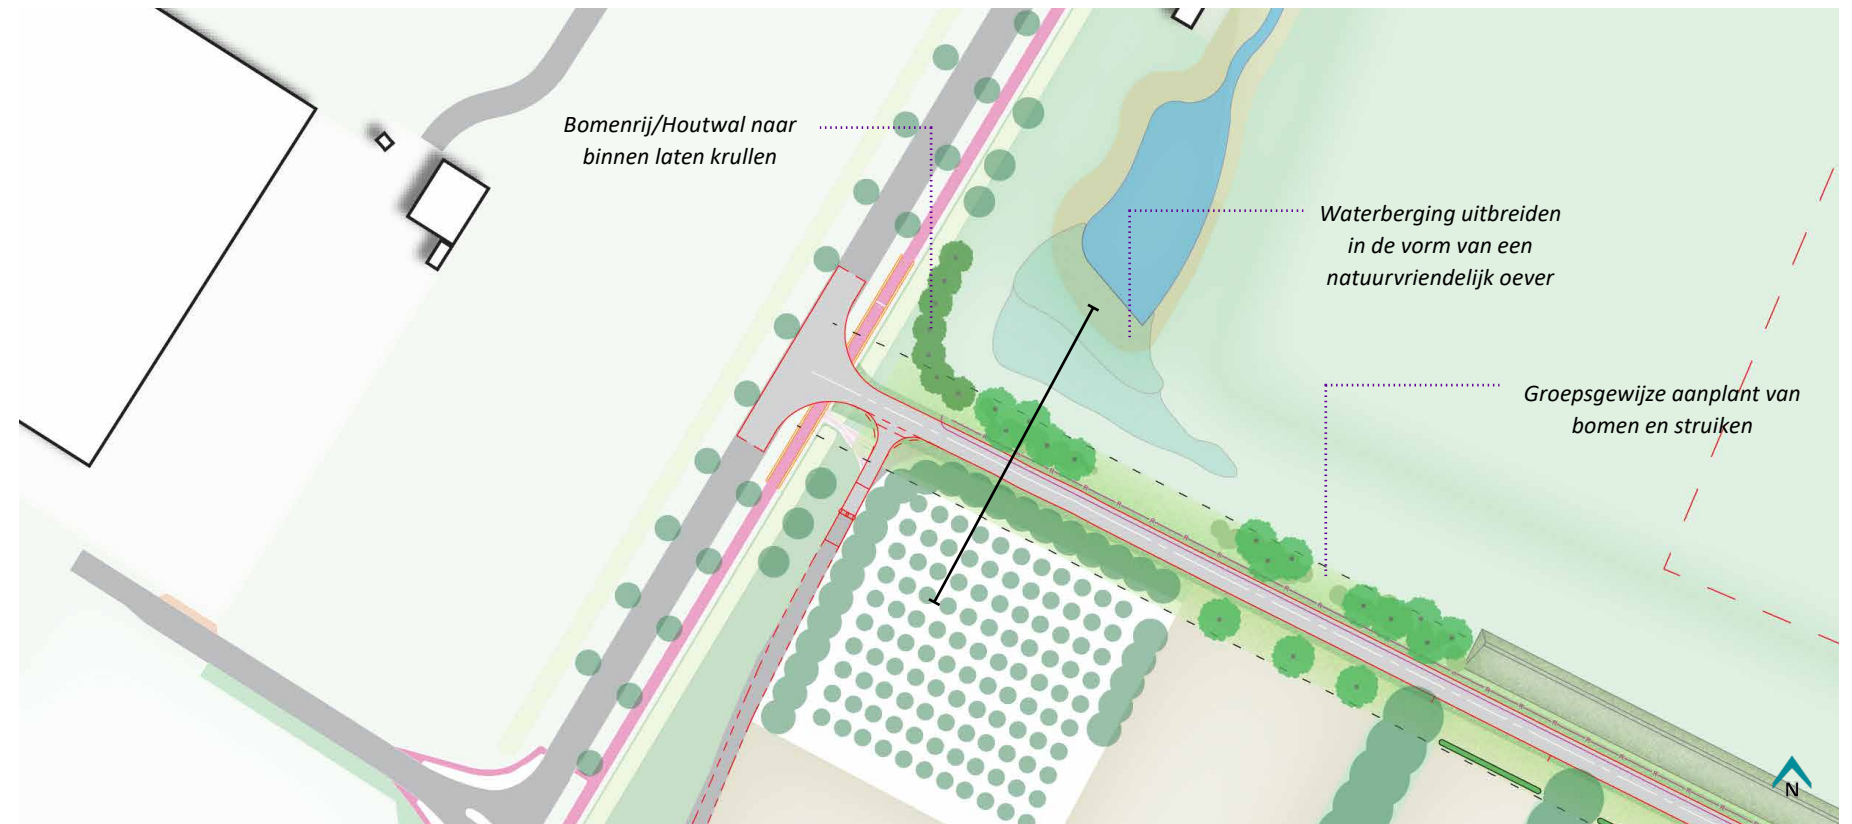 Bomenrij/Houtwal naar
binnen laten krullen
Waterberging uitbreiden
in de vorm van een
natuurvriendelijk oever
Groepsgewijze aanplant van
bomen en struiken
N